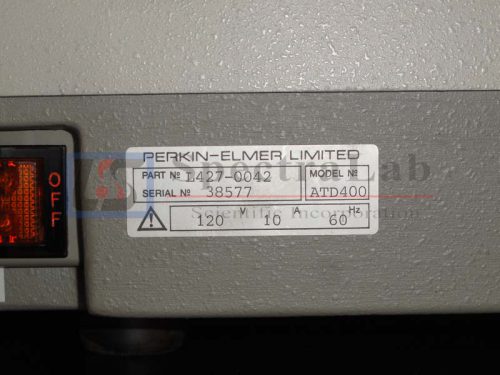 PERKIN-ELMER LIMITED
PART Nº L427-0042 MODEL Nº
SERIAL Nº 38577 ATD400
120 10 A 60 Hz
OFF
SpectraLab
Scientific Incorporation